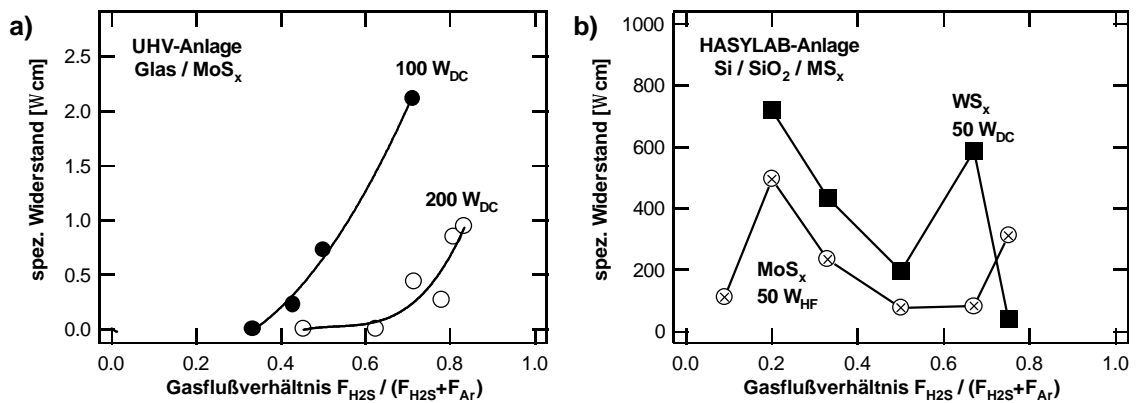 a)
UHV-Anlage
Glas / MoSx
100 WDC
200 WDC
spez. Widerstand [Wcm]
2.5
2.0
1.5
1.0
0.5
0.0
0.0 0.2 0.4 0.6 0.8 1.0
Gasflußverhältnis FH2S / (FH2S+FAr)
b)
HASYLAB-Anlage
Si / SiO2 / MSx
WSx
50 WDC
MoSx
50 WHF
spez. Widerstand [Wcm]
1000
800
600
400
200
0
0.0 0.2 0.4 0.6 0.8 1.0
Gasflußverhältnis FH2S / (FH2S+FAr)